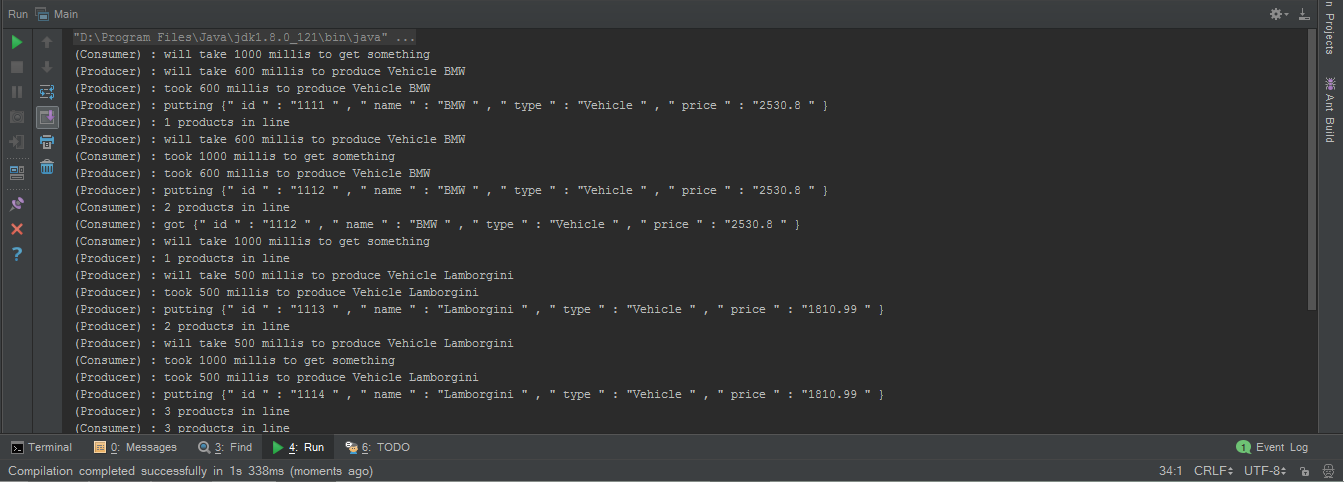 Run Main
"D:\Program Files\Java\jdk1.8.0_121\bin\java" ...
(Consumer) : will take 1000 millis to get something
(Producer) : will take 600 millis to produce Vehicle BMW
(Producer) : took 600 millis to produce Vehicle BMW
(Producer) : putting {" id " : "1111 " , " name " : "BMW " , " type " : "Vehicle " , " price " : "2530.8 " }
(Producer) : 1 products in line
(Producer) : will take 600 millis to produce Vehicle BMW
(Consumer) : took 1000 millis to get something
(Producer) : took 600 millis to produce Vehicle BMW
(Producer) : putting {" id " : "1112 " , " name " : "BMW " , " type " : "Vehicle " , " price " : "2530.8 " }
(Consumer) : 2 products in line
(Consumer) : got {" id " : "1112 " , " name " : "BMW " , " type " : "Vehicle " , " price " : "2530.8 " }
(Consumer) : will take 1000 millis to get something
(Producer) : 1 products in line
(Producer) : will take 500 millis to produce Vehicle Lamborgini
(Producer) : took 500 millis to produce Vehicle Lamborgini
(Producer) : putting {" id " : "1113 " , " name " : "Lamborgini " , " type " : "Vehicle " , " price " : "1810.99 " }
(Producer) : 2 products in line
(Producer) : will take 500 millis to produce Vehicle Lamborgini
(Consumer) : took 1000 millis to get something
(Producer) : took 500 millis to produce Vehicle Lamborgini
(Producer) : putting {" id " : "1114 " , " name " : "Lamborgini " , " type " : "Vehicle " , " price " : "1810.99 " }
(Producer) : 3 products in line
(Consumer) : 3 products in line
n Projects
Ant Build
Terminal 0: Messages 3: Find 4: Run 6: TODO 1 Event Log
Compilation completed successfully in 1s 338ms (moments ago) 34:1 CRLF UTF-8